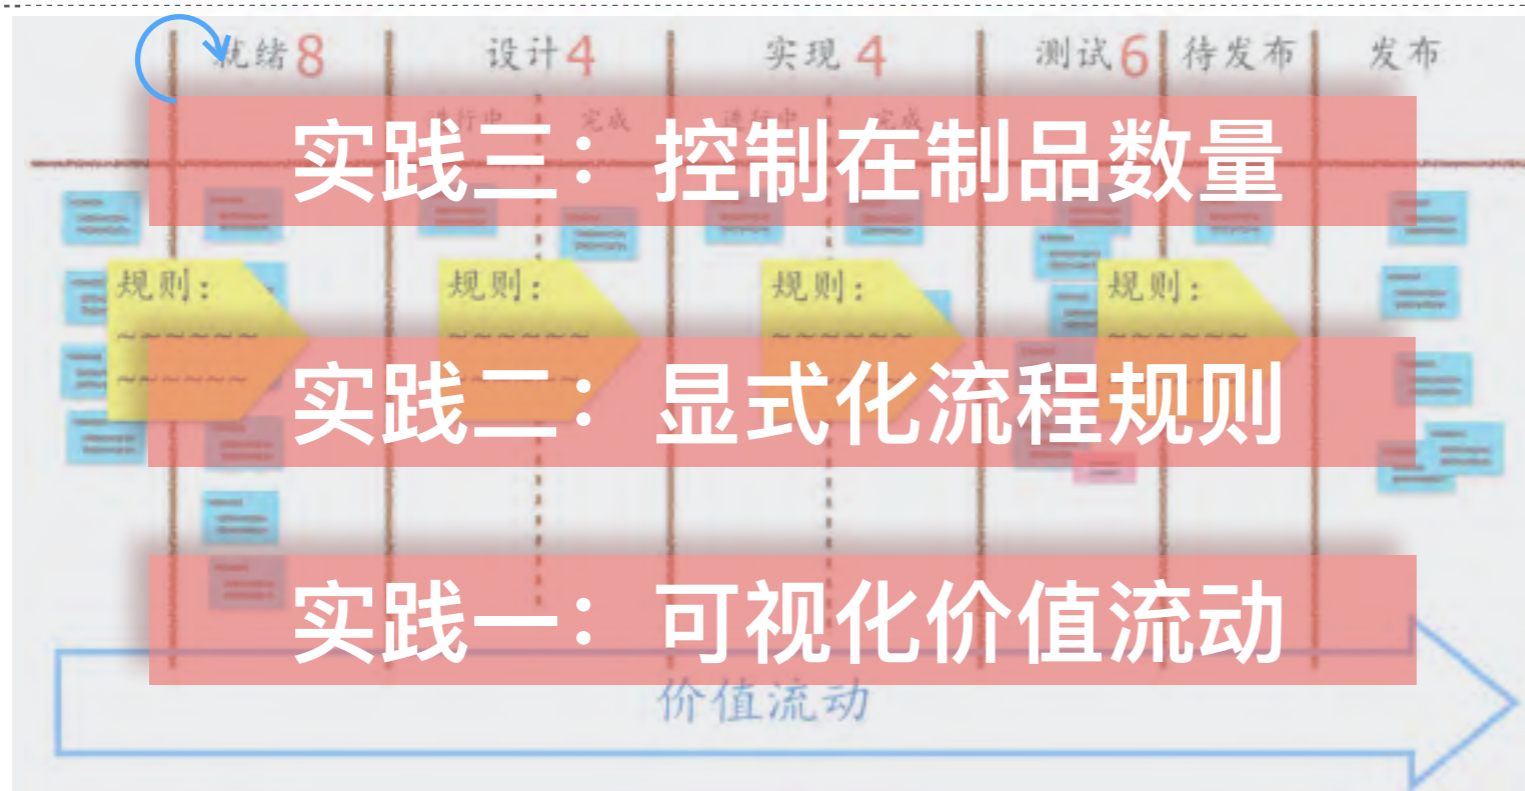 就绪8 设计4 实现 4 测试6 待发布 发布
进行中 完成 进行中 完成
实践三：控制在制品数量
规则： 规则： 规则： 规则：
~~~~~~ ~~~~~~ ~~~~~~ ~~~~~~
实践二：显式化流程规则
实践一：可视化价值流动
价值流动